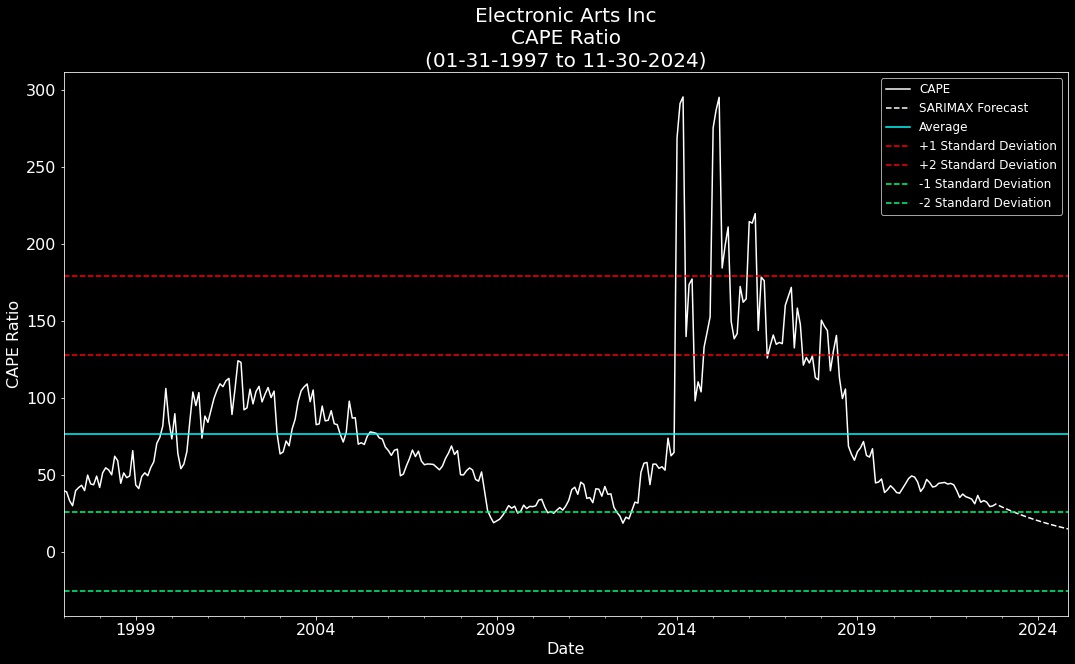 Electronic Arts Inc
CAPE Ratio
(01-31-1997 to 11-30-2024)
CAPE
SARIMAX Forecast
Average
+1 Standard Deviation
+2 Standard Deviation
-1 Standard Deviation
-2 Standard Deviation
CAPE Ratio
300
250
200
150
100
50
0
1999
2004
2009
2014
2019
2024
Date